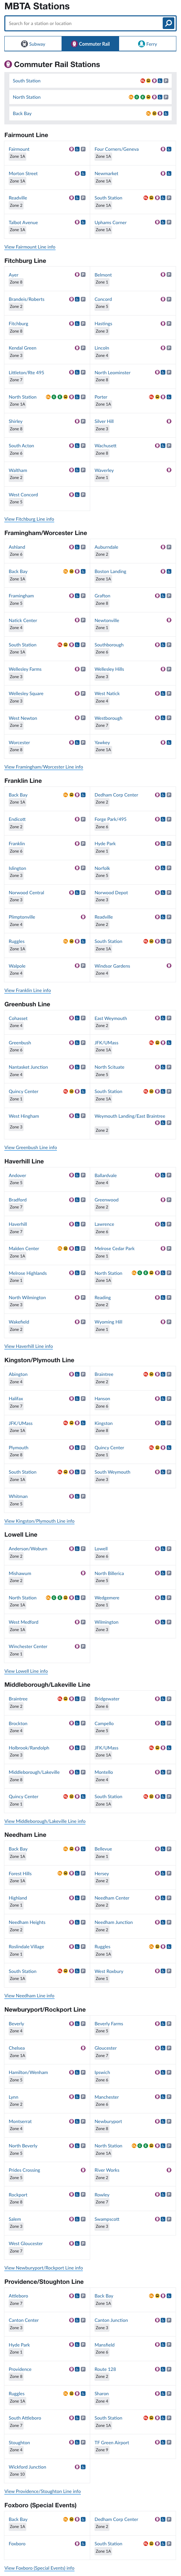 MBTA Stations
Search for a station or location
Subway Commuter Rail Ferry
Commuter Rail Stations
South Station
North Station
Back Bay
Fairmount Line
Fairmount Four Corners/Geneva
Zone 1A Zone 1A
Morton Street Newmarket
Zone 1A Zone 1A
Readville South Station
Zone 2 Zone 1A
Talbot Avenue Uphams Corner
Zone 1A Zone 1A
View Fairmount Line info
Fitchburg Line
Ayer Belmont
Zone 8 Zone 1
Brandeis/Roberts Concord
Zone 2 Zone 5
Fitchburg Hastings
Zone 8 Zone 3
Kendal Green Lincoln
Zone 3 Zone 4
Littleton/Rte 495 North Leominster
Zone 7 Zone 8
North Station Porter
Zone 1A Zone 1A
Shirley Silver Hill
Zone 8 Zone 3
South Acton Wachusett
Zone 6 Zone 8
Waltham Waverley
Zone 2 Zone 1
West Concord
Zone 5
View Fitchburg Line info
Framingham/Worcester Line
Ashland Auburndale
Zone 6 Zone 2
Back Bay Boston Landing
Zone 1A Zone 1A
Framingham Grafton
Zone 5 Zone 8
Natick Center Newtonville
Zone 4 Zone 1
South Station Southborough
Zone 1A Zone 6
Wellesley Farms Wellesley Hills
Zone 3 Zone 3
Wellesley Square West Natick
Zone 3 Zone 4
West Newton Westborough
Zone 2 Zone 7
Worcester Yawkey
Zone 8 Zone 1A
View Framingham/Worcester Line info
Franklin Line
Back Bay Dedham Corp Center
Zone 1A Zone 2
Endicott Forge Park/495
Zone 2 Zone 6
Franklin Hyde Park
Zone 6 Zone 1
Islington Norfolk
Zone 3 Zone 5
Norwood Central Norwood Depot
Zone 3 Zone 3
Plimptonville Readville
Zone 4 Zone 2
Ruggles South Station
Zone 1A Zone 1A
Walpole Windsor Gardens
Zone 4 Zone 4
View Franklin Line info
Greenbush Line
Cohasset East Weymouth
Zone 4 Zone 2
Greenbush JFK/UMass
Zone 6 Zone 1A
Nantasket Junction North Scituate
Zone 4 Zone 5
Quincy Center South Station
Zone 1 Zone 1A
West Hingham Weymouth Landing/East Braintree
Zone 3 Zone 2
View Greenbush Line info
Haverhill Line
Andover Ballardvale
Zone 5 Zone 4
Bradford Greenwood
Zone 7 Zone 2
Haverhill Lawrence
Zone 7 Zone 6
Malden Center Melrose Cedar Park
Zone 1A Zone 1
Melrose Highlands North Station
Zone 1 Zone 1A
North Wilmington Reading
Zone 3 Zone 2
Wakefield Wyoming Hill
Zone 2 Zone 1
View Haverhill Line info
Kingston/Plymouth Line
Abington Braintree
Zone 4 Zone 2
Halifax Hanson
Zone 7 Zone 6
JFK/UMass Kingston
Zone 1A Zone 8
Plymouth Quincy Center
Zone 8 Zone 1
South Station South Weymouth
Zone 1A Zone 3
Whitman
Zone 5
View Kingston/Plymouth Line info
Lowell Line
Anderson/Woburn Lowell
Zone 2 Zone 6
Mishawum North Billerica
Zone 2 Zone 5
North Station Wedgemere
Zone 1A Zone 1
West Medford Wilmington
Zone 1A Zone 3
Winchester Center
Zone 1
View Lowell Line info
Middleborough/Lakeville Line
Braintree Bridgewater
Zone 2 Zone 6
Brockton Campello
Zone 4 Zone 5
Holbrook/Randolph JFK/UMass
Zone 3 Zone 1A
Middleborough/Lakeville Montello
Zone 8 Zone 4
Quincy Center South Station
Zone 1 Zone 1A
View Middleborough/Lakeville Line info
Needham Line
Back Bay Bellevue
Zone 1A Zone 1
Forest Hills Hersey
Zone 1A Zone 2
Highland Needham Center
Zone 1 Zone 2
Needham Heights Needham Junction
Zone 2 Zone 2
Roslindale Village Ruggles
Zone 1 Zone 1A
South Station West Roxbury
Zone 1A Zone 1
View Needham Line info
Newburyport/Rockport Line
Beverly Beverly Farms
Zone 4 Zone 5
Chelsea Gloucester
Zone 1A Zone 7
Hamilton/Wenham Ipswich
Zone 5 Zone 6
Lynn Manchester
Zone 2 Zone 6
Montserrat Newburyport
Zone 4 Zone 8
North Beverly North Station
Zone 5 Zone 1A
Prides Crossing River Works
Zone 5 Zone 2
Rockport Rowley
Zone 8 Zone 7
Salem Swampscott
Zone 3 Zone 3
West Gloucester
Zone 7
View Newburyport/Rockport Line info
Providence/Stoughton Line
Attleboro Back Bay
Zone 7 Zone 1A
Canton Center Canton Junction
Zone 3 Zone 3
Hyde Park Mansfield
Zone 1 Zone 6
Providence Route 128
Zone 8 Zone 2
Ruggles Sharon
Zone 1A Zone 4
South Attleboro South Station
Zone 7 Zone 1A
Stoughton TF Green Airport
Zone 4 Zone 9
Wickford Junction
Zone 10
View Providence/Stoughton Line info
Foxboro (Special Events)
Back Bay Dedham Corp Center
Zone 1A Zone 2
Foxboro South Station
Zone 1A
View Foxboro (Special Events) info